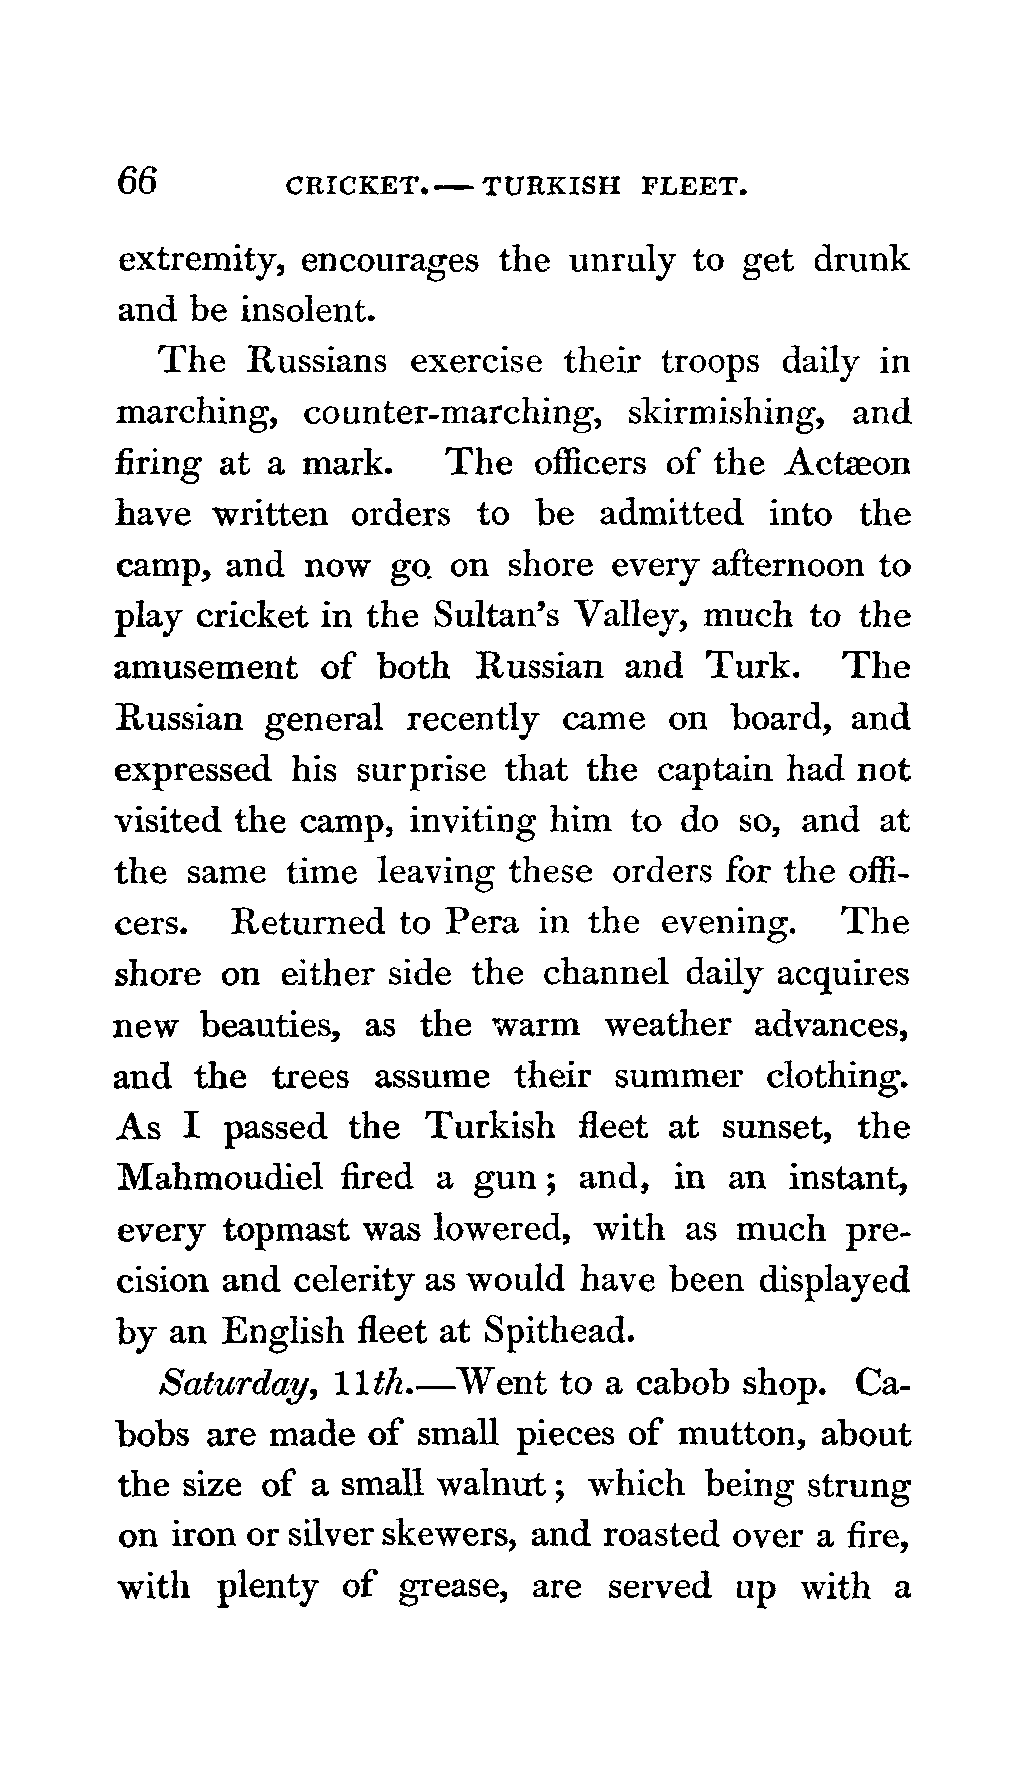 66 CRICKET.— TURKISH FLEET.
extremity, encourages the unruly to get drunk
and be insolent.
The Russians exercise their troops daily in
marching, counter-marching, skirmishing, and
firing at a mark. The officers of the Actæon
have written orders to be admitted into the
camp, and now go on shore every afternoon to
play cricket in the Sultan's Valley, much to the
amusement of both Russian and Turk. The
Russian general recently came on board, and
expressed his surprise that the captain had not
visited the camp, inviting him to do so, and at
the same time leaving these orders for the offi-
cers. Returned to Pera in the evening. The
shore on either side the channel daily acquires
new beauties, as the warm weather advances,
and the trees assume their summer clothing.
As I passed the Turkish fleet at sunset, the
Mahmoudiel fired a gun; and, in an instant,
every topmast was lowered, with as much pre-
cision and celerity as would have been displayed
by an English fleet at Spithead.
Saturday, 11th.—Went to a cabob shop. Ca-
bobs are made of small pieces of mutton, about
the size of a small walnut; which being strung
on iron or silver skewers, and roasted over a fire,
with plenty of grease, are served up with a